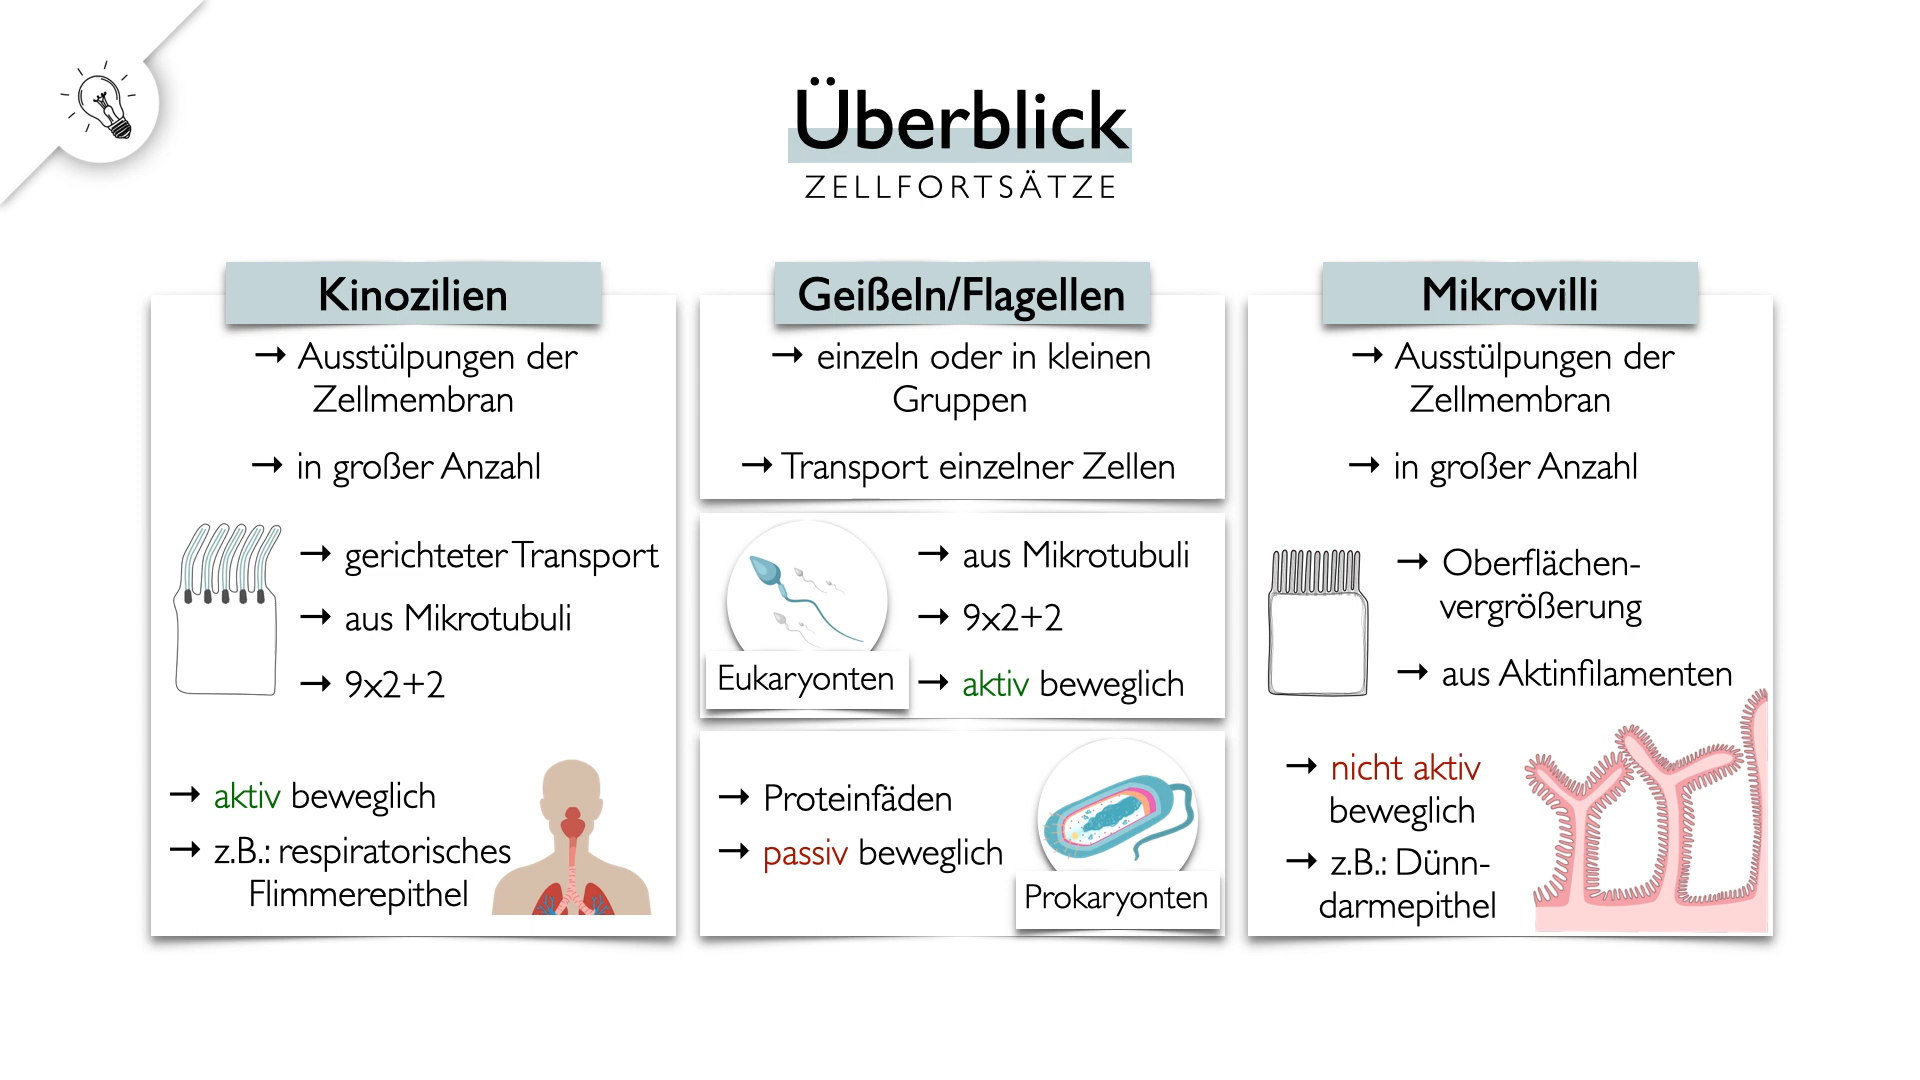 Überblick
ZELLFORTSÄTZE
Kinozilien
→ Ausstülpungen der
Zellmembran
→ in großer Anzahl
→ gerichteter Transport
→ aus Mikrotubuli
→ 9x2+2
→ aktiv beweglich
→ z.B.: respiratorisches
Flimmerepithel
Geißeln/Flagellen
→ einzeln oder in kleinen
Gruppen
→ Transport einzelner Zellen
Eukaryonten
→ aus Mikrotubuli
→ 9x2+2
→ aktiv beweglich
→ Proteinfäden
→ passiv beweglich
Prokaryonten
Mikrovilli
→ Ausstülpungen der
Zellmembran
→ in großer Anzahl
→ Oberflächen-
vergrößerung
→ aus Aktinfilamenten
→ nicht aktiv
beweglich
→ z.B.: Dünn-
darmepithel